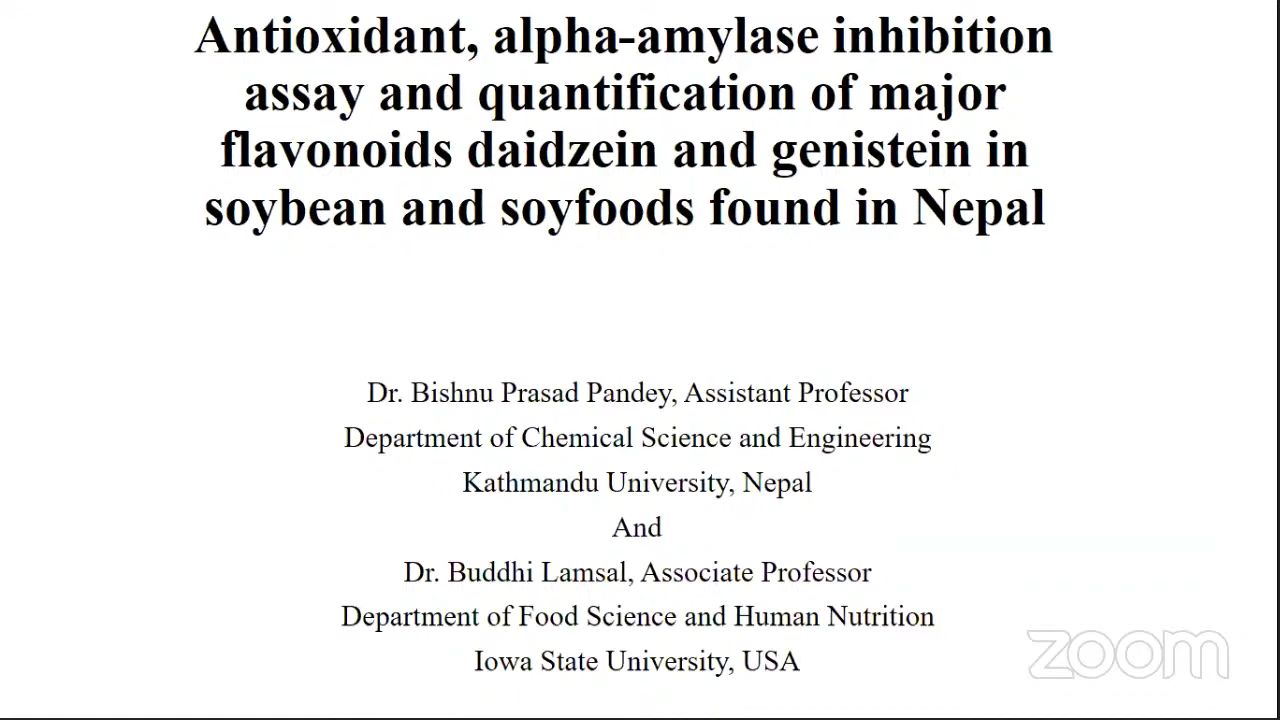 Antioxidant, alpha-amylase inhibition
assay and quantification of major
flavonoids daidzein and genistein in
soybean and soyfoods found in Nepal
Dr. Bishnu Prasad Pandey, Assistant Professor
Department of Chemical Science and Engineering
Kathmandu University, Nepal
And
Dr. Buddhi Lamsal, Associate Professor
Department of Food Science and Human Nutrition
Iowa State University, USA
zoom